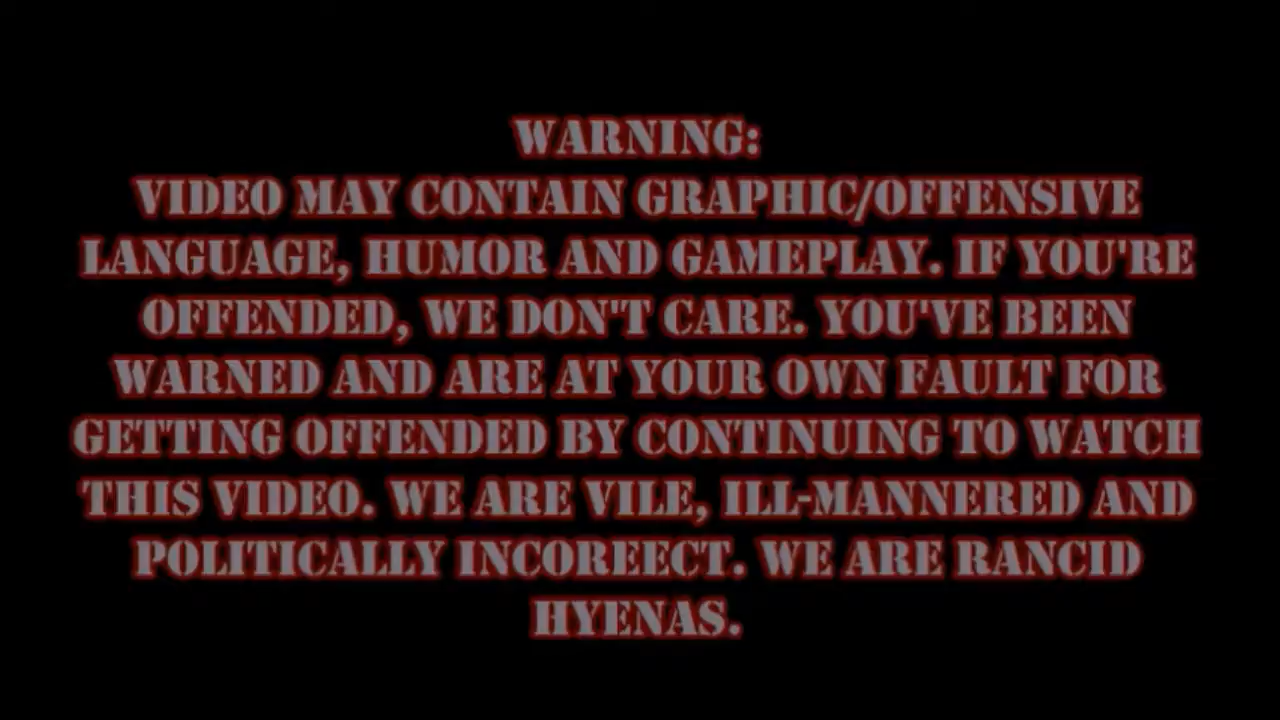 WARNING:
VIDEO MAY CONTAIN GRAPHIC/OFFENSIVE
LANGUAGE, HUMOR AND GAMEPLAY. IF YOU'RE
OFFENDED, WE DON'T CARE. YOU'VE BEEN
WARNED AND ARE AT YOUR OWN FAULT FOR
GETTING OFFENDED BY CONTINUING TO WATCH
THIS VIDEO. WE ARE VILE, ILL-MANNERED AND
POLITICALLY INCOREECT. WE ARE RANCID
HYENAS.